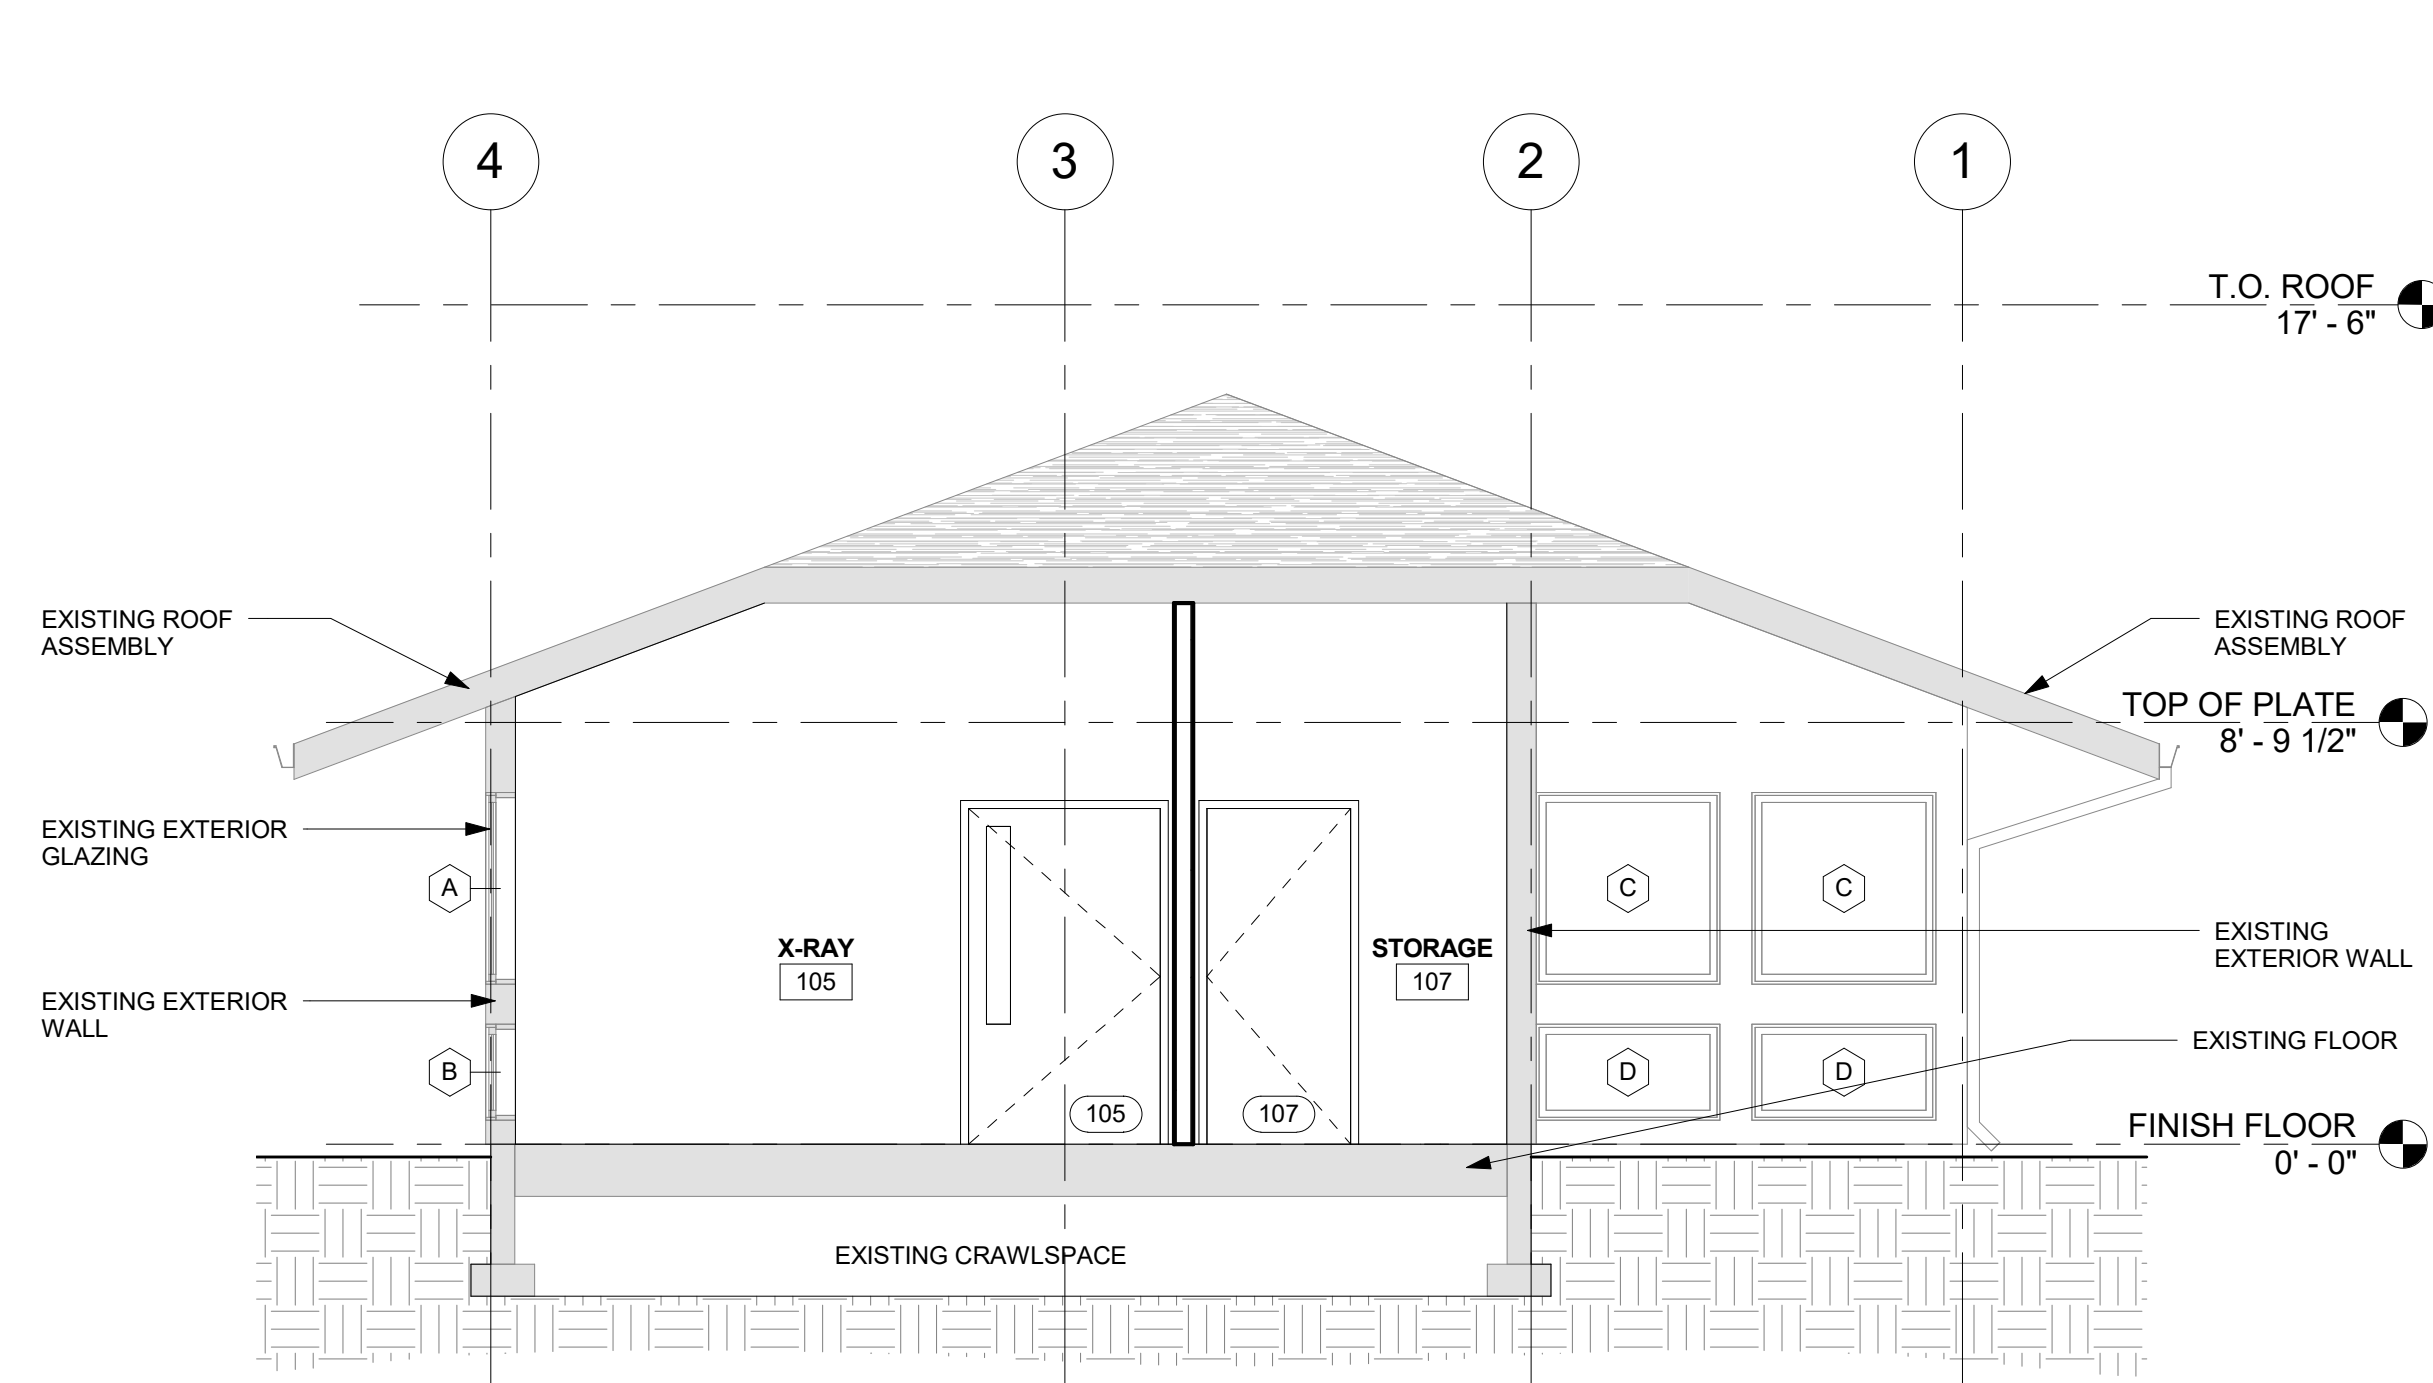 4
3
2
1
T.O. ROOF
17' - 6"
EXISTING ROOF
ASSEMBLY
EXISTING ROOF
ASSEMBLY
TOP OF PLATE
8' - 9 1/2"
EXISTING EXTERIOR
GLAZING
A
C
C
X-RAY
105
STORAGE
107
EXISTING
EXTERIOR WALL
EXISTING EXTERIOR
WALL
EXISTING FLOOR
B
D
D
105
107
FINISH FLOOR
0' - 0"
EXISTING CRAWLSPACE